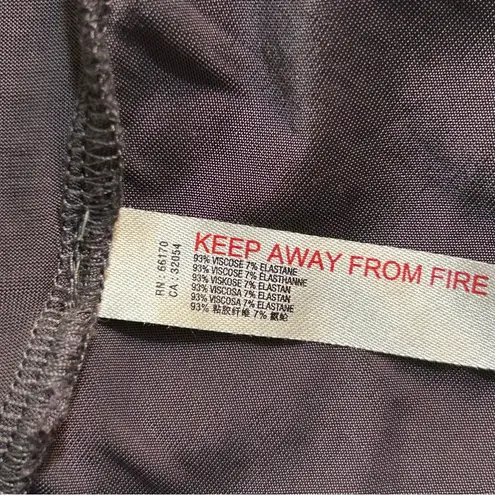 RN : 66170
CA : 32054
KEEP AWAY FROM FIRE
93% VISCOSE 7% ELASTANE
93% VISCOSE 7% ELASTHANNE
93% VISKOSE 7% ELASTAN
93% VISCOSA 7% ELASTAN
93% VISCOSA 7% ELASTANE
93% 粘胶纤维 7% 氨纶